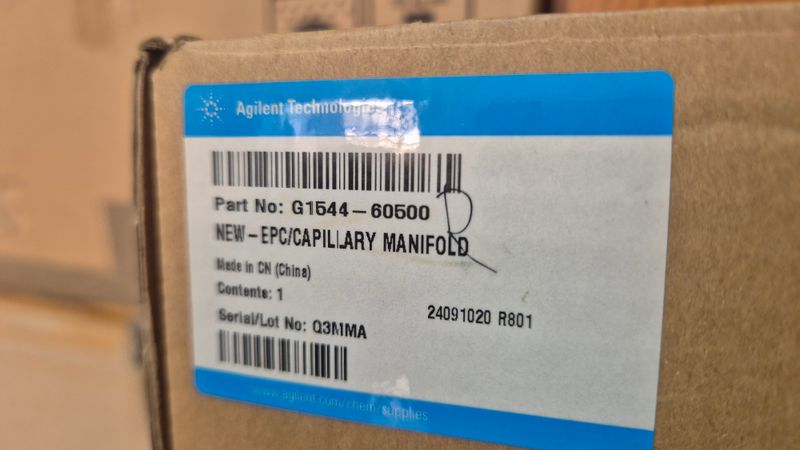 Agilent Technologies
Part No: G1544-60500
NEW-EPC/CAPILLARY MANIFOLD
Made in CN (China)
Contents: 1
24091020 R801
Serial/Lot No: Q3MMA
www.agilent.com/chem/supplies